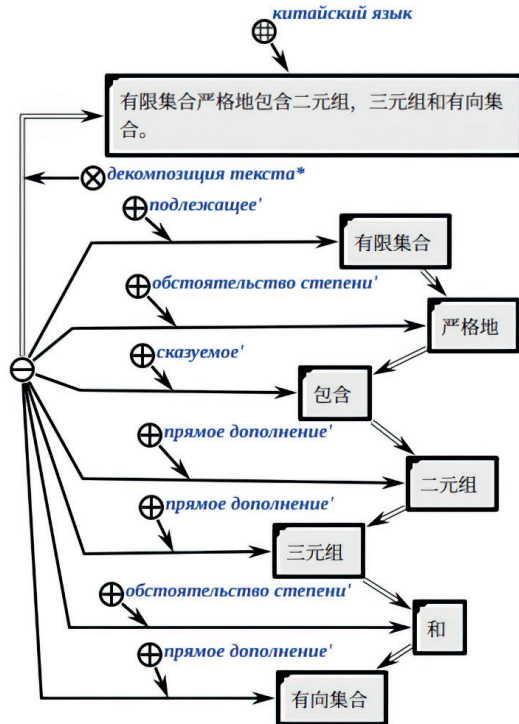 китайский язык
有限集合严格地包含二元组，三元组和有向集
合。
декомпозиция текста*
подлежащее'
有限集合
обстоятельство степени'
严格地
сказуемое'
包含
прямое дополнение'
二元组
прямое дополнение'
三元组
обстоятельство степени'
和
прямое дополнение'
有向集合